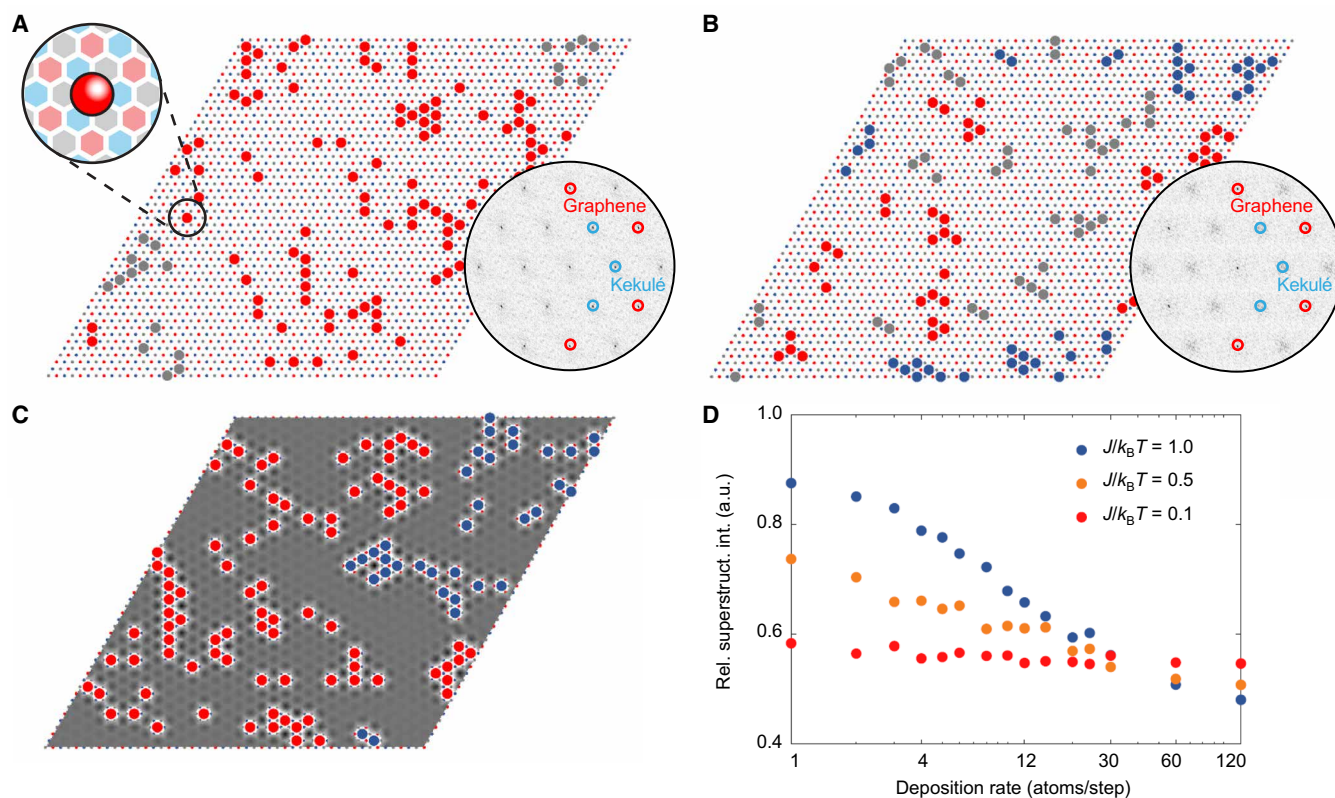 A
Graphene
Kekulé
B
Graphene
Kekulé
C
D
1.0
0.8
0.6
0.4
Rel. superstruct. int. (a.u.)
J/kBT = 1.0
J/kBT = 0.5
J/kBT = 0.1
1 4 12 30 60 120
Deposition rate (atoms/step)